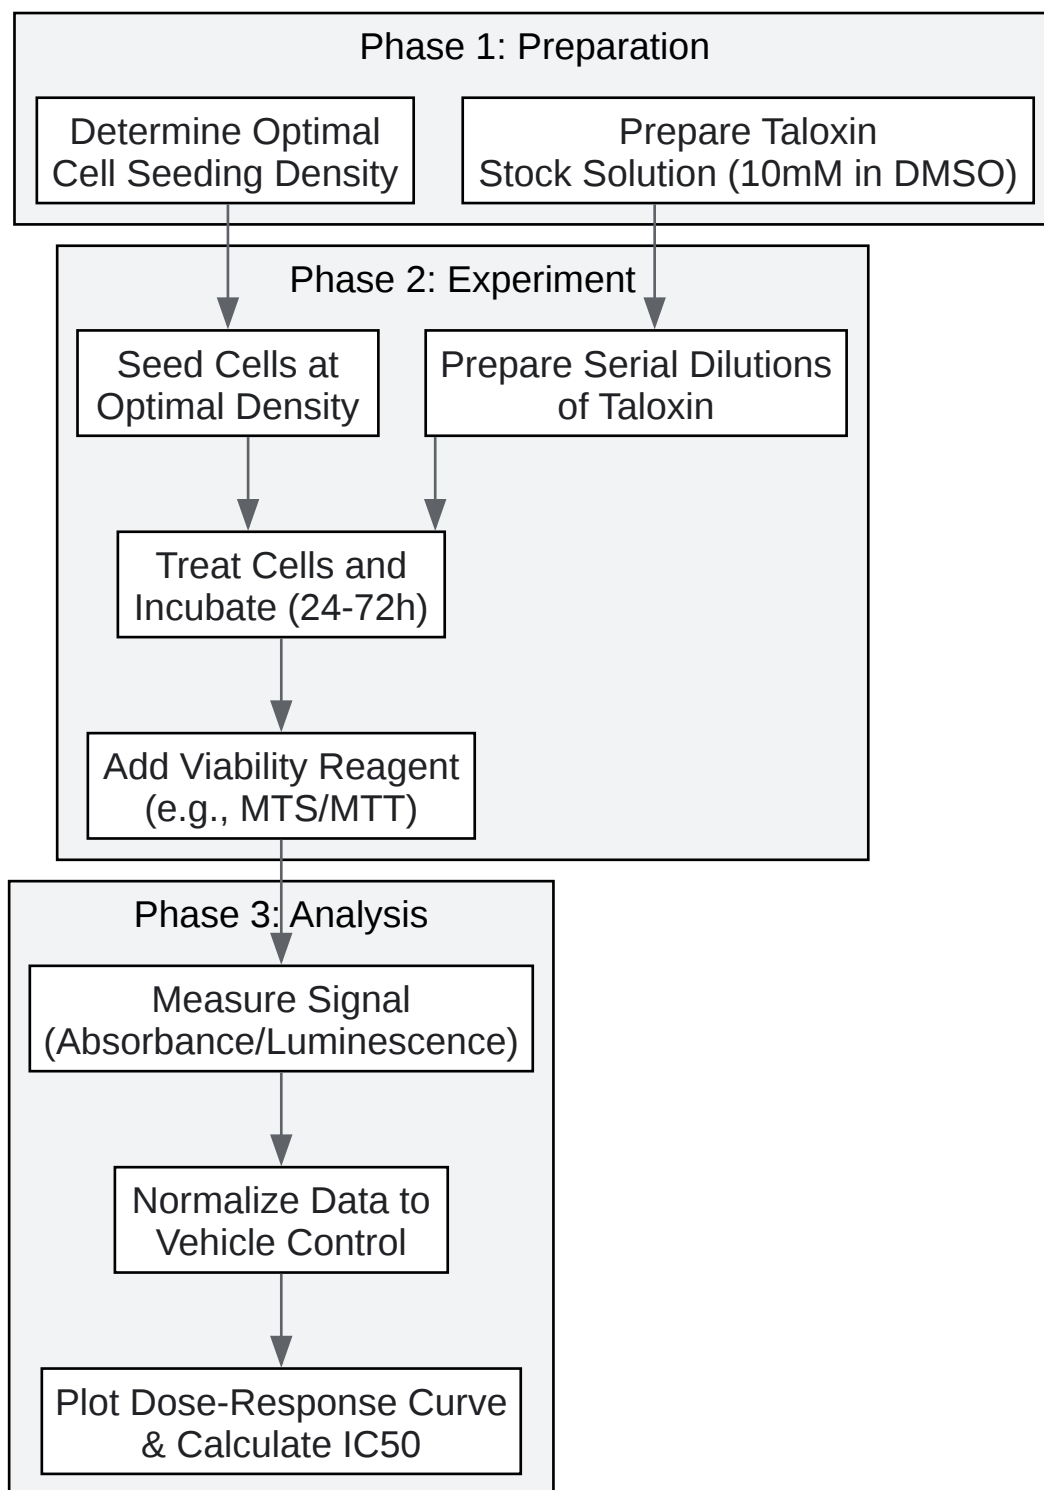 Phase 1: Preparation
Determine Optimal
Cell Seeding Density
Prepare Taloxin
Stock Solution (10mM in DMSO)
Phase 2: Experiment
Seed Cells at
Optimal Density
Prepare Serial Dilutions
of Taloxin
Treat Cells and
Incubate (24-72h)
Add Viability Reagent
(e.g., MTS/MTT)
Phase 3: Analysis
Measure Signal
(Absorbance/Luminescence)
Normalize Data to
Vehicle Control
Plot Dose-Response Curve
& Calculate IC50